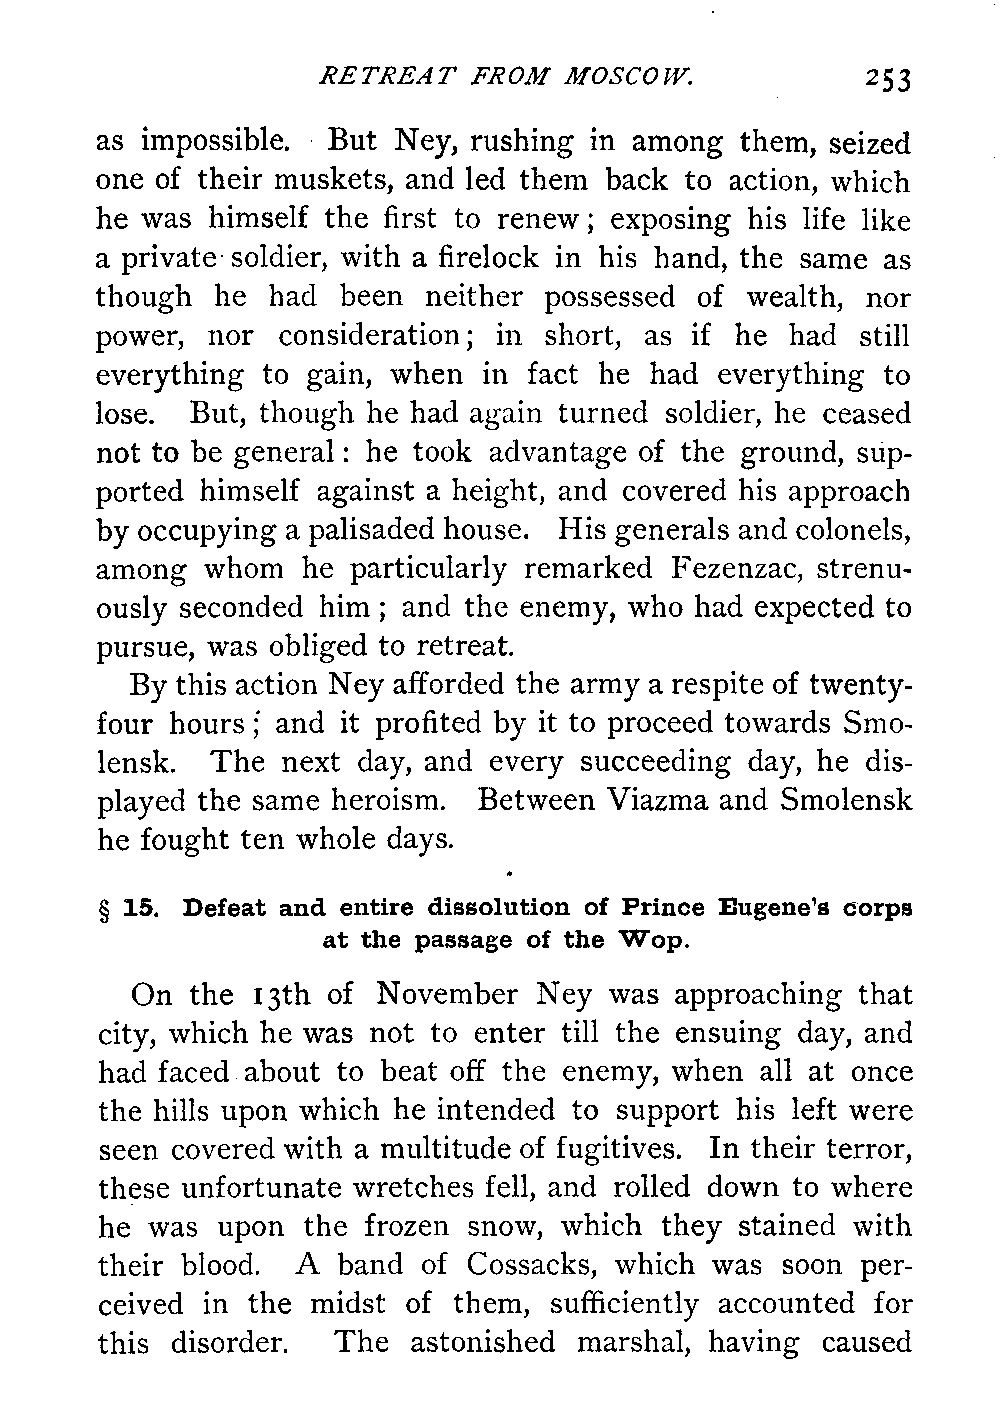 RETREAT FROM MOSCOW. 253
as impossible. But Ney, rushing in among them, seized
one of their muskets, and led them back to action, which
he was himself the first to renew; exposing his life like
a private soldier, with a firelock in his hand, the same as
though he had been neither possessed of wealth, nor
power, nor consideration; in short, as if he had still
everything to gain, when in fact he had everything to
lose. But, though he had again turned soldier, he ceased
not to be general: he took advantage of the ground, sup-
ported himself against a height, and covered his approach
by occupying a palisaded house. His generals and colonels,
among whom he particularly remarked Fezenzac, strenu-
ously seconded him; and the enemy, who had expected to
pursue, was obliged to retreat.
By this action Ney afforded the army a respite of twenty-
four hours; and it profited by it to proceed towards Smo-
lensk. The next day, and every succeeding day, he dis-
played the same heroism. Between Viazma and Smolensk
he fought ten whole days.
§ 15. Defeat and entire dissolution of Prince Eugene's corps
at the passage of the Wop.
On the 13th of November Ney was approaching that
city, which he was not to enter till the ensuing day, and
had faced about to beat off the enemy, when all at once
the hills upon which he intended to support his left were
seen covered with a multitude of fugitives. In their terror,
these unfortunate wretches fell, and rolled down to where
he was upon the frozen snow, which they stained with
their blood. A band of Cossacks, which was soon per-
ceived in the midst of them, sufficiently accounted for
this disorder. The astonished marshal, having caused